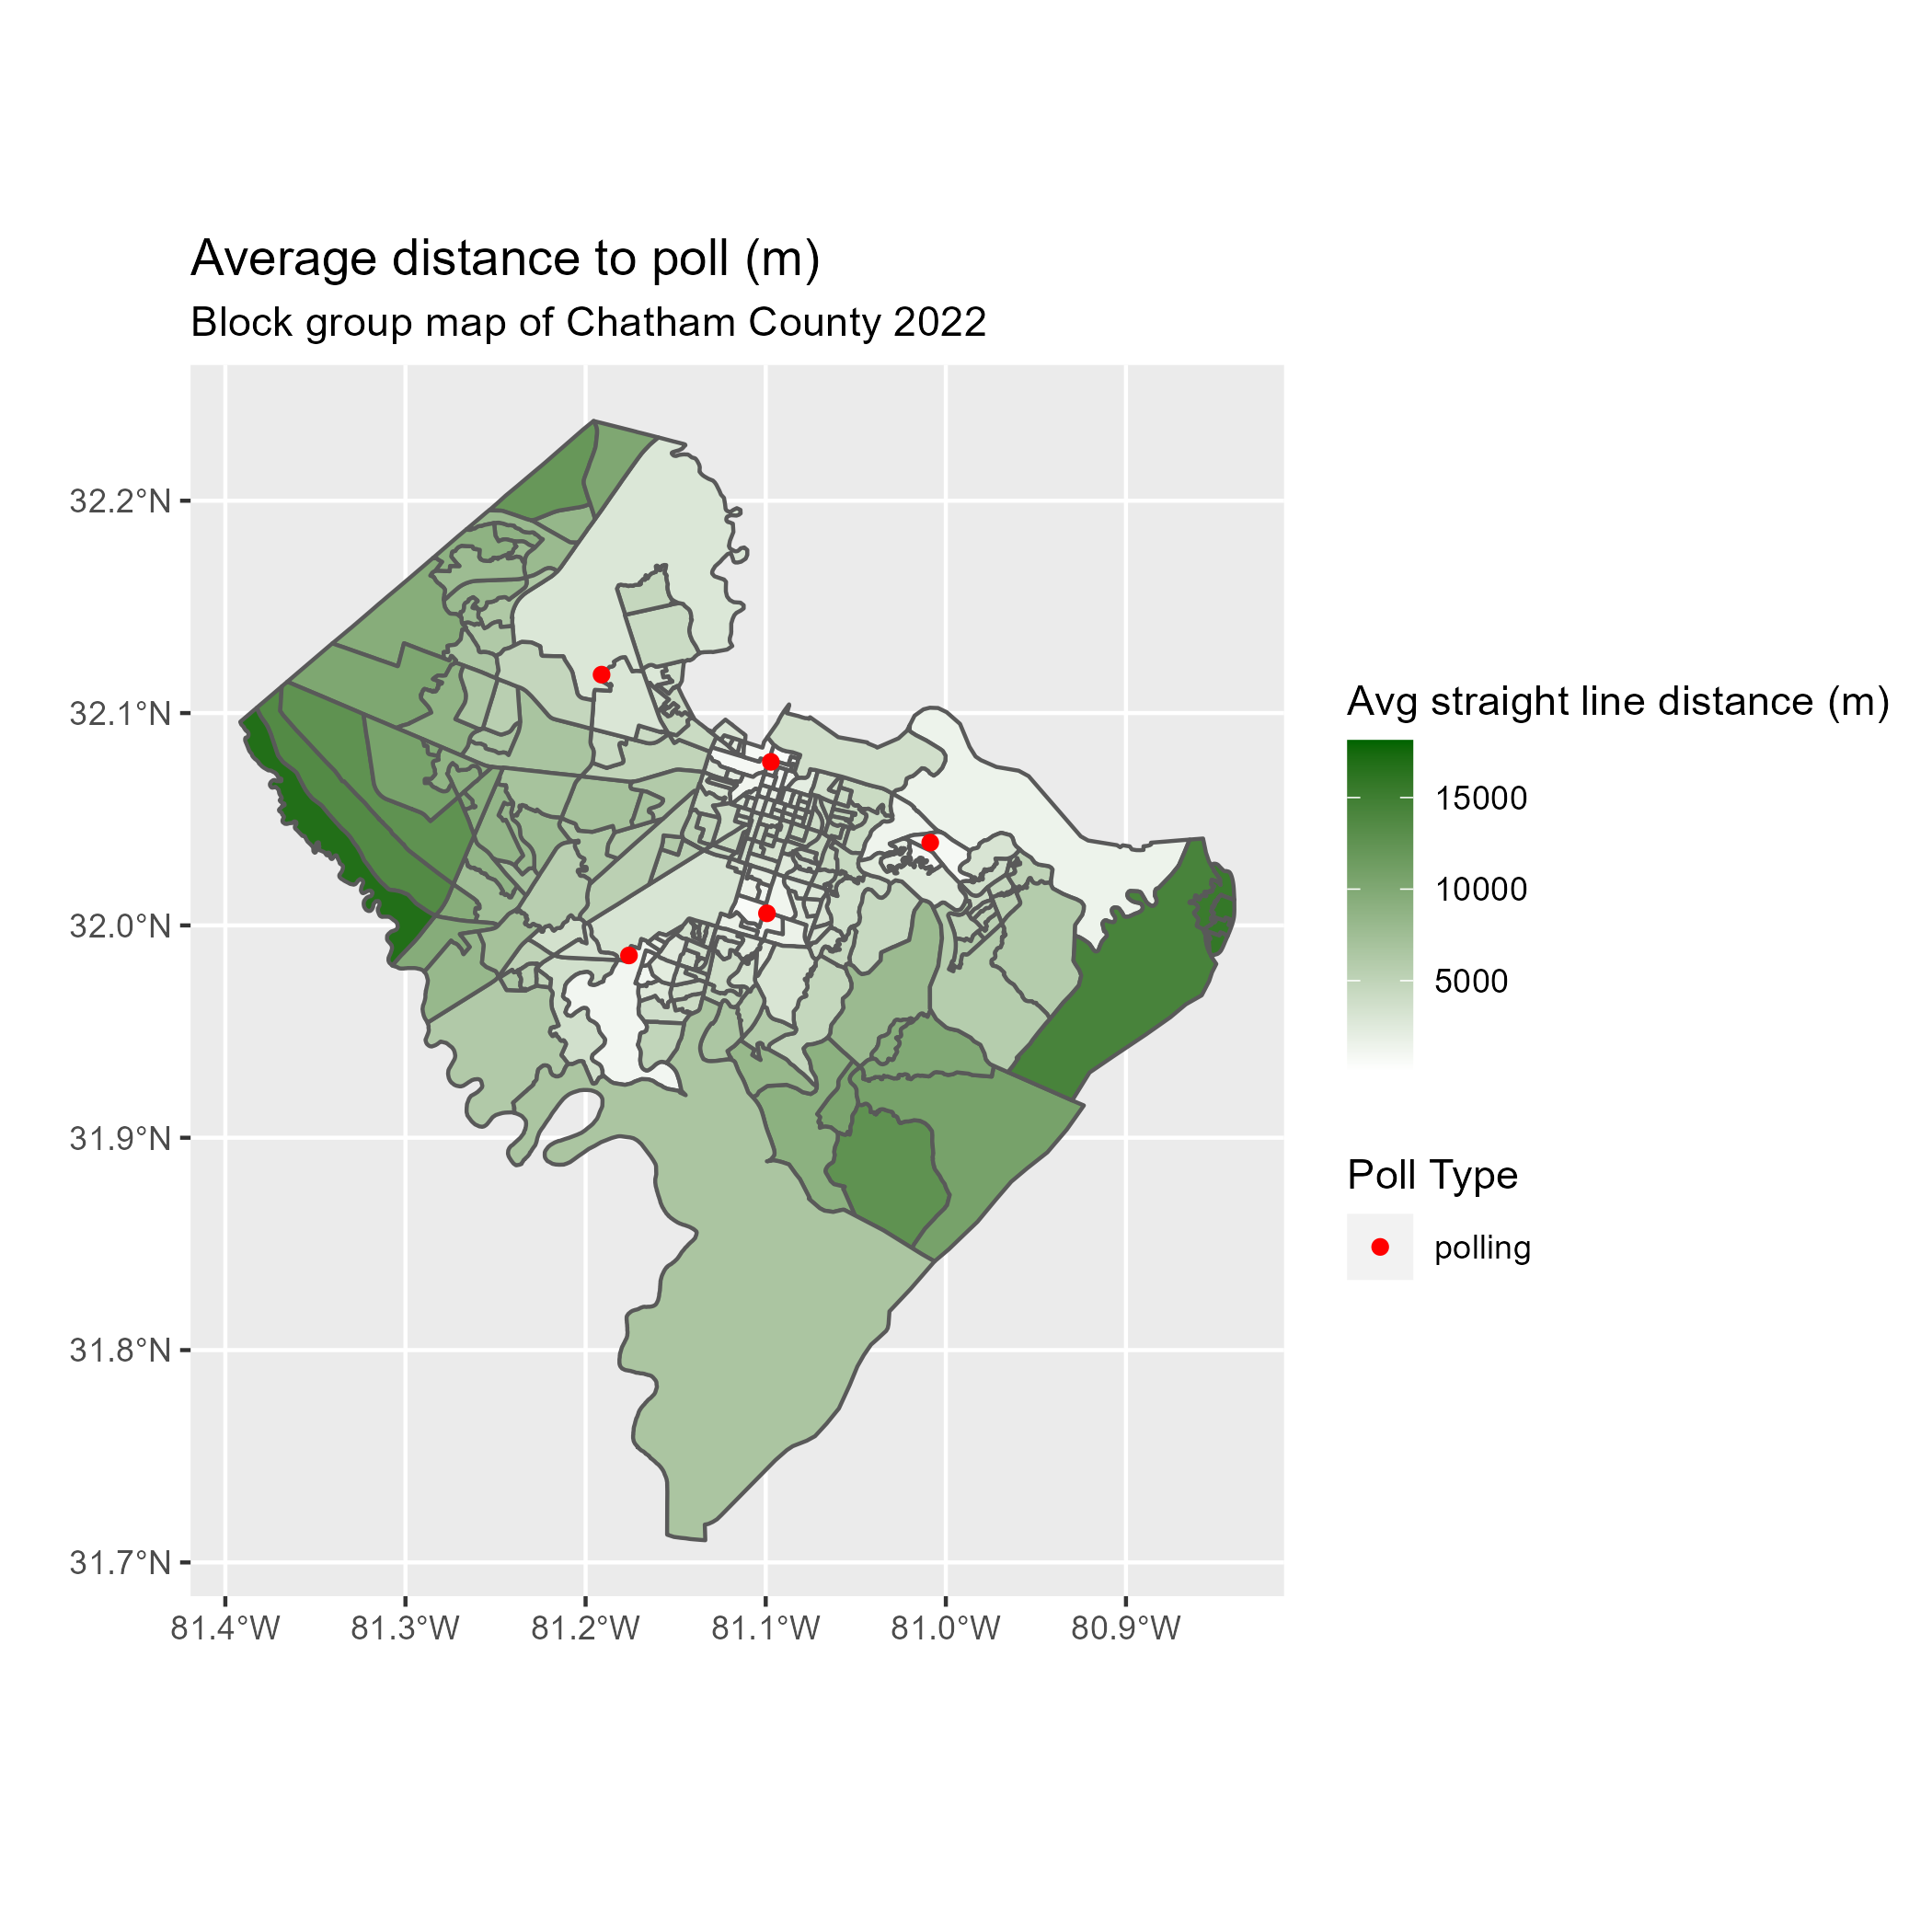 Average distance to poll (m)
Block group map of Chatham County 2022
32.2°N
32.1°N
32.0°N
31.9°N
31.8°N
31.7°N
81.4°W 81.3°W 81.2°W 81.1°W 81.0°W 80.9°W
Avg straight line distance (m)
15000
10000
5000
Poll Type
polling